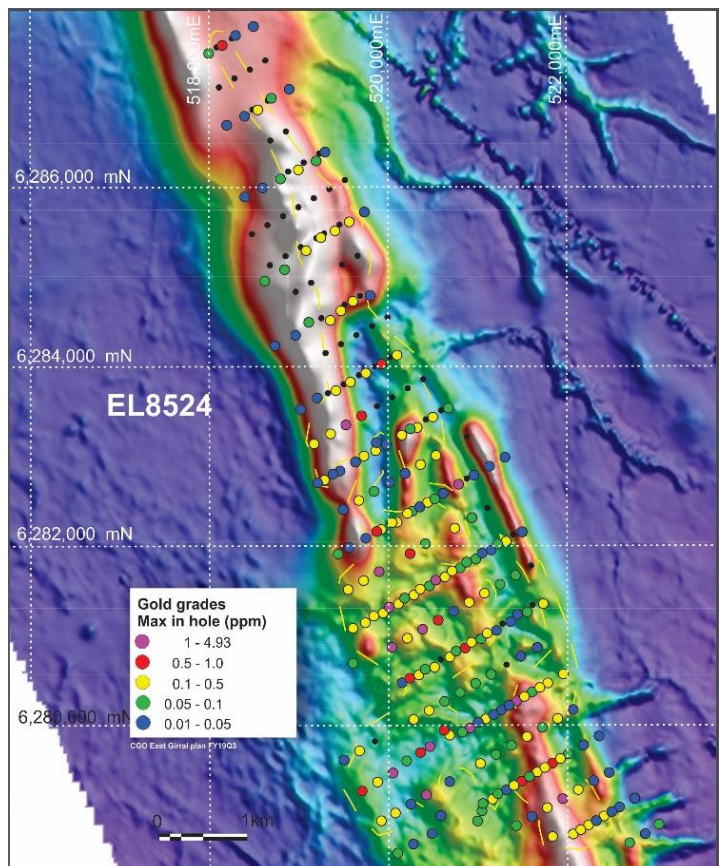 518,000mE
520,000mE
522,000mE
6,286,000 mN
6,284,000 mN
EL8524
6,282,000 mN
Gold grades
Max in hole (ppm)
1 - 4.93
0.5 - 1.0
0.1 - 0.5
0.05 - 0.1
0.01 - 0.05
6,280,000 mN
CGO East Girral plan FY19Q3
0 1km